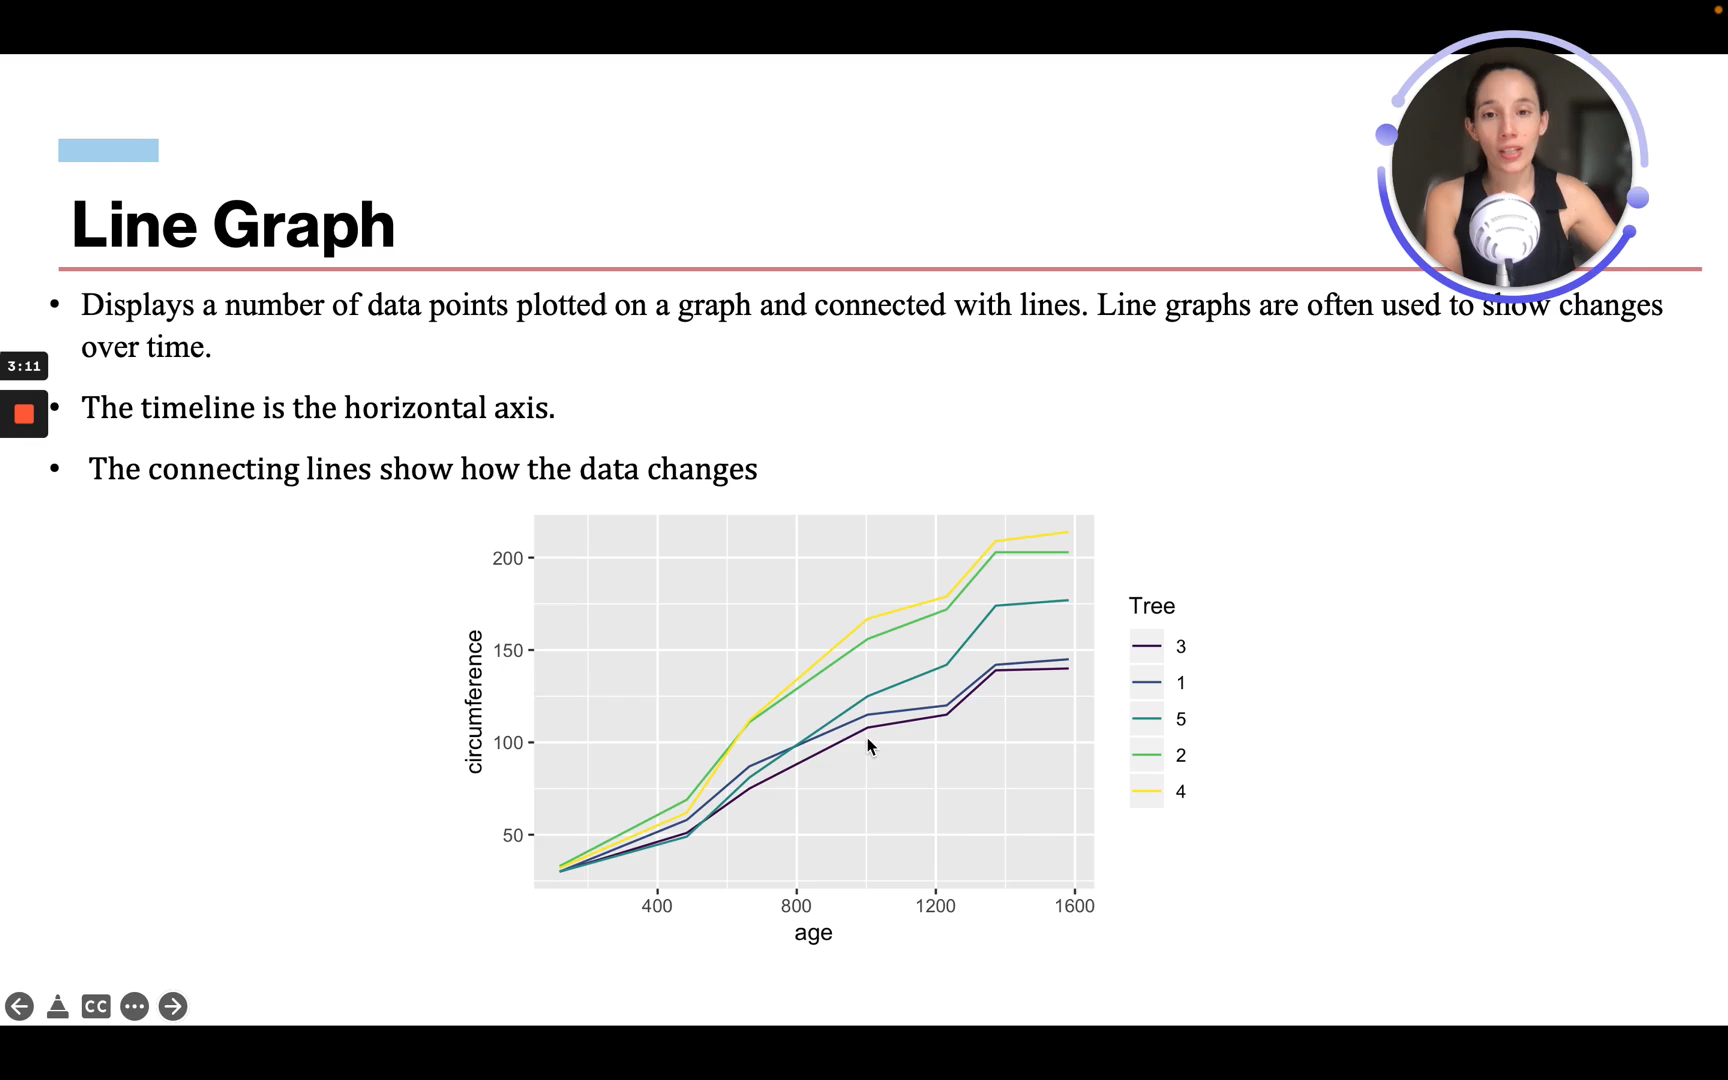 Line Graph
• Displays a number of data points plotted on a graph and connected with lines. Line graphs are often used to show changes
over time.
3:11
• The timeline is the horizontal axis.
• The connecting lines show how the data changes
200
150
100
50
circumference
400 800 1200 1600
age
Tree
3
1
5
2
4
CC